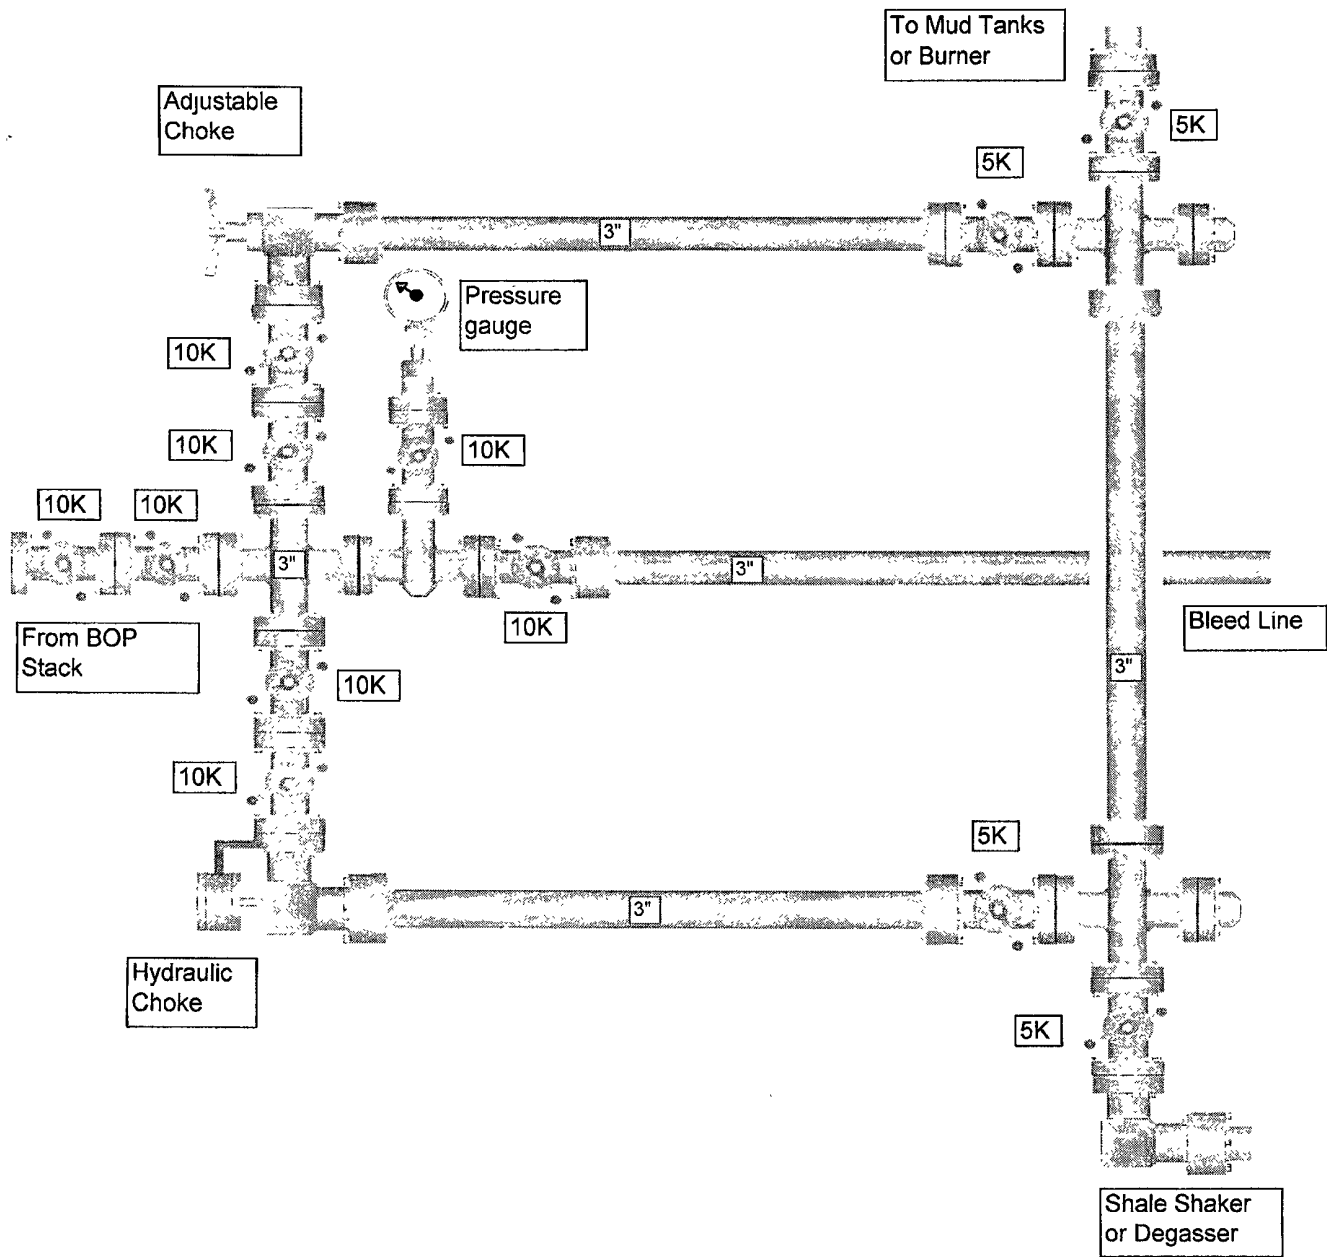 To Mud Tanks
or Burner
Adjustable
Choke
5K
5K
3"
Pressure
gauge
10K
10K
10K
10K
10K
3"
3"
10K
Bleed Line
From BOP
Stack
3"
10K
10K
5K
3"
Hydraulic
Choke
5K
Shale Shaker
or Degasser